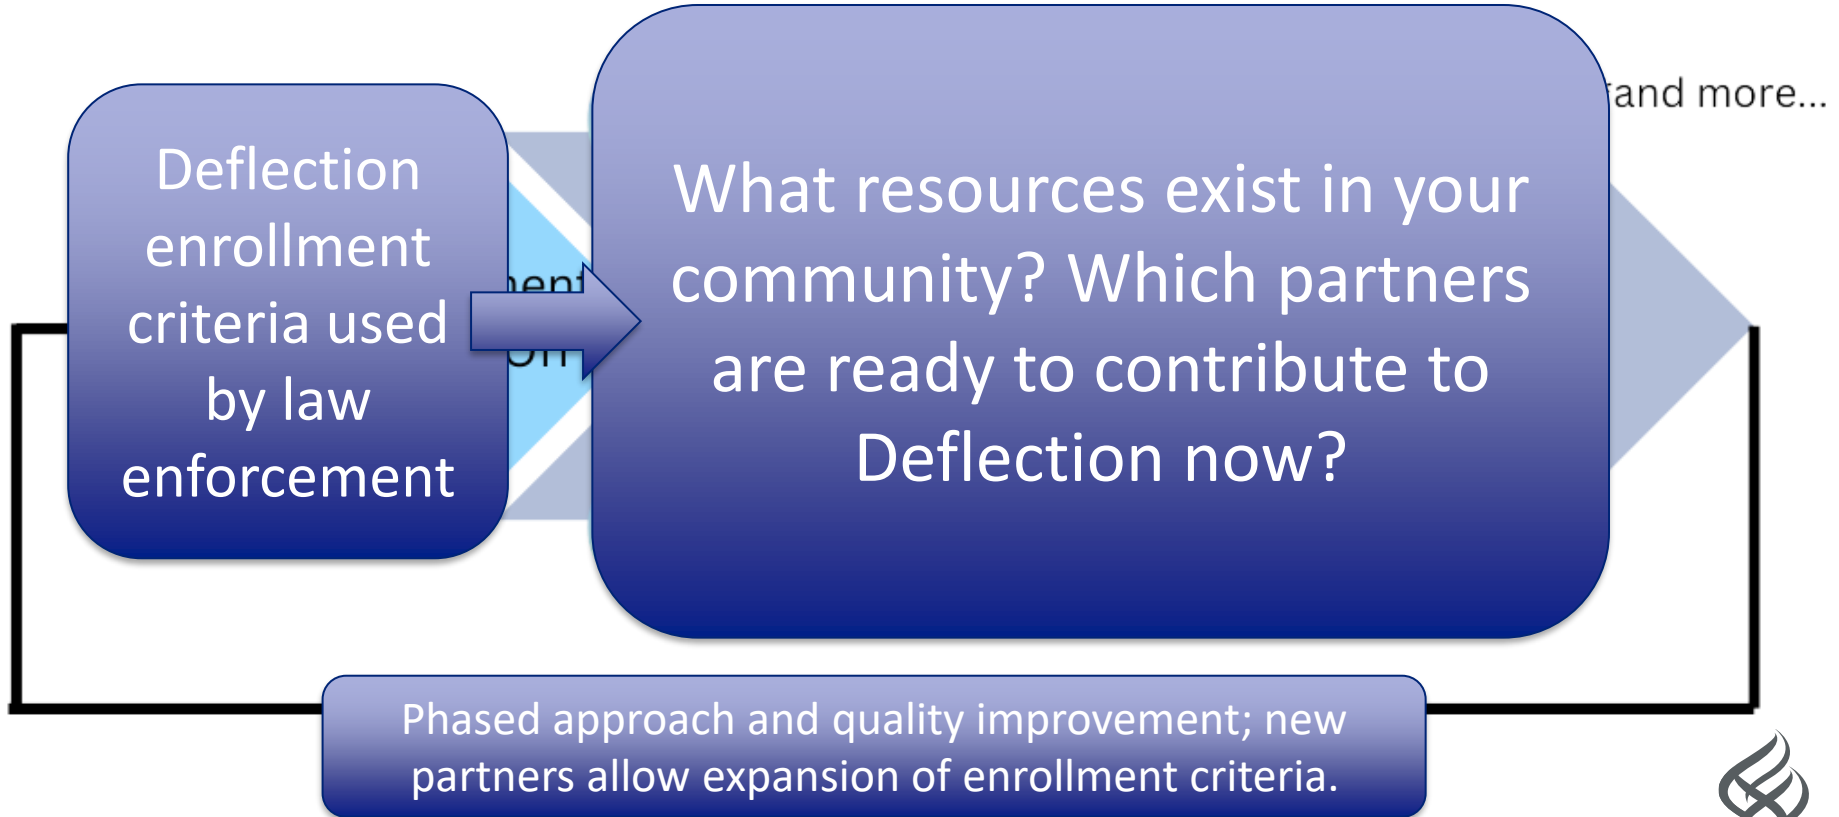 and more...
Deflection
enrollment
criteria used
by law
enforcement
What resources exist in your
community? Which partners
are ready to contribute to
Deflection now?
Phased approach and quality improvement; new
partners allow expansion of enrollment criteria.